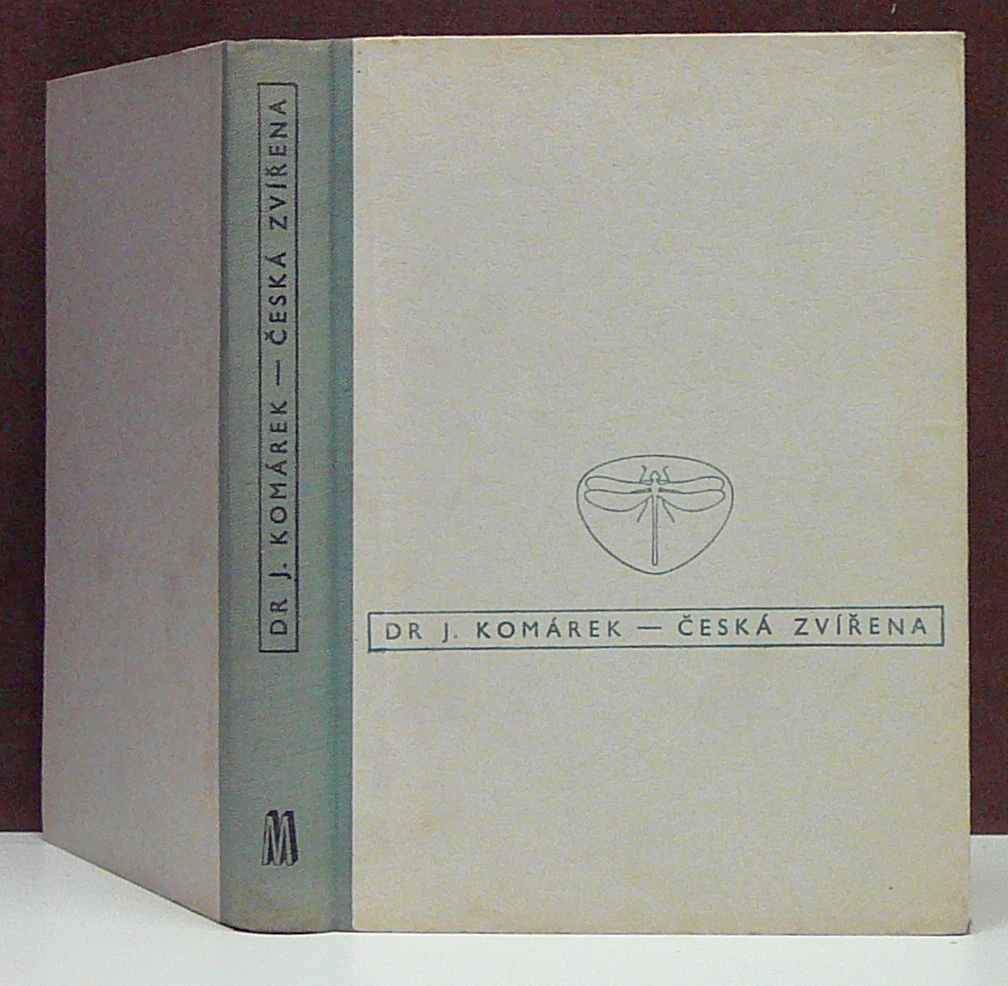 DR J. KOMÁREK — ČESKÁ ZVÍŘENA
M
DR J. KOMÁREK — ČESKÁ ZVÍŘENA